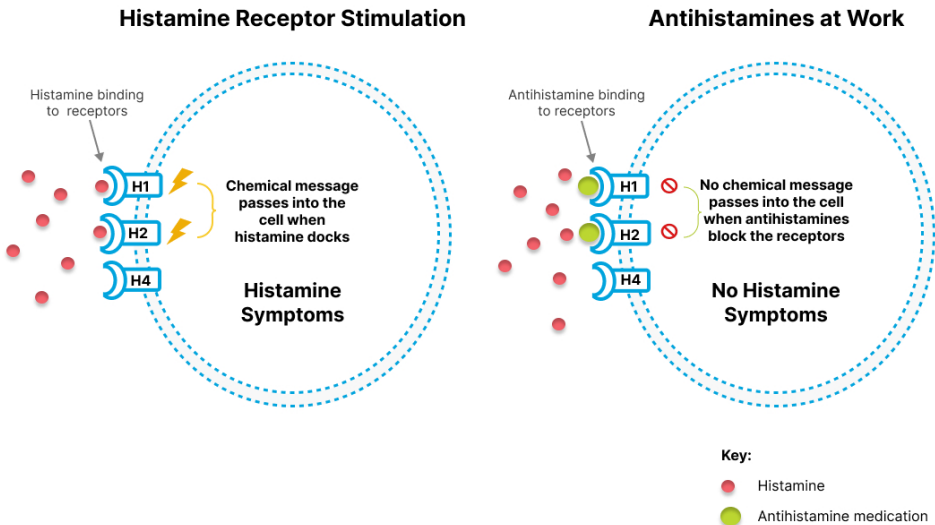 Histamine Receptor Stimulation
Histamine binding
to receptors
H1
H2
H4
Chemical message
passes into the
cell when
histamine docks
Histamine
Symptoms
Antihistamines at Work
Antihistamine binding
to receptors
H1
H2
H4
No chemical message
passes into the cell
when antihistamines
block the receptors
No Histamine
Symptoms
Key:
Histamine
Antihistamine medication